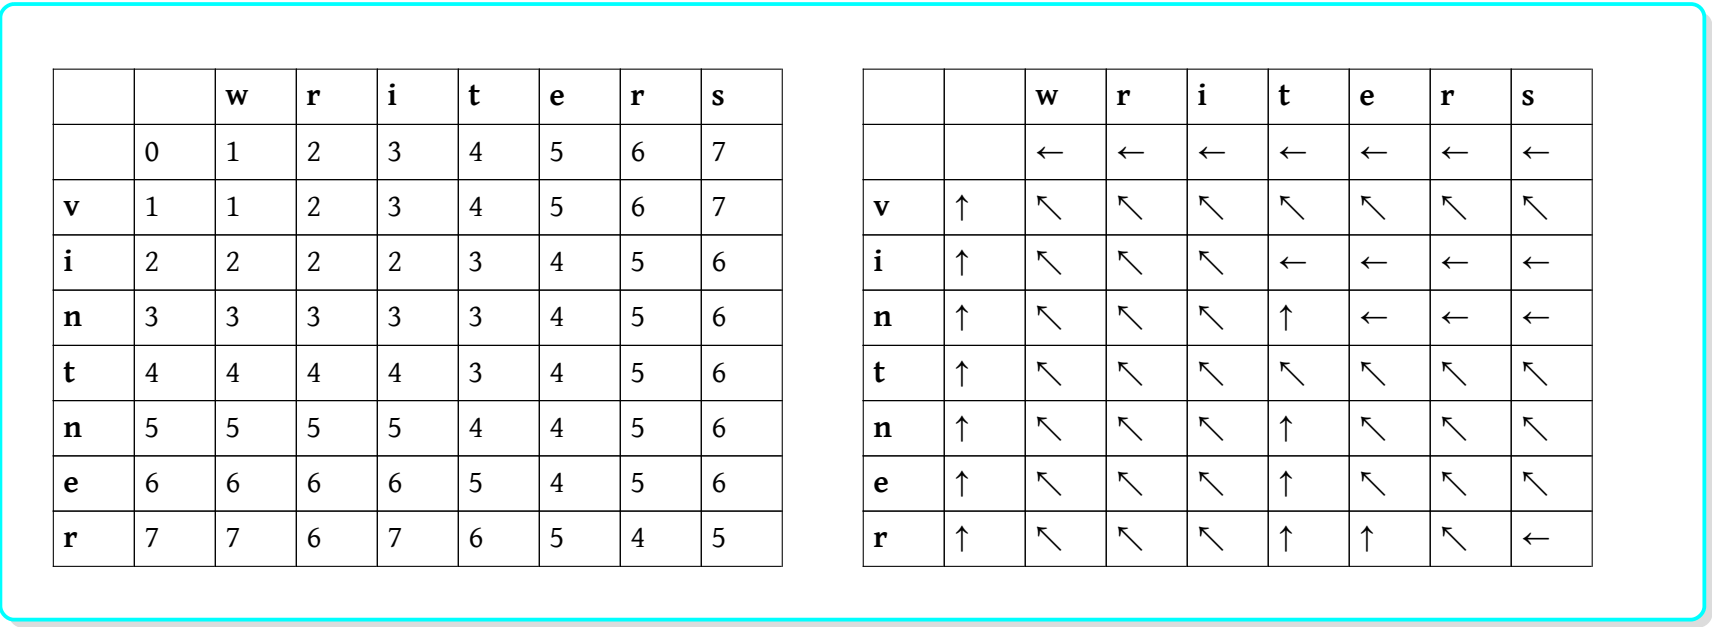 w r i t e r s
0 1 2 3 4 5 6 7
v 1 1 2 3 4 5 6 7
i 2 2 2 2 3 4 5 6
n 3 3 3 3 3 4 5 6
t 4 4 4 4 3 4 5 6
n 5 5 5 5 4 4 5 6
e 6 6 6 6 5 4 5 6
r 7 7 6 7 6 5 4 5
w r i t e r s
← ← ← ← ← ← ←
v ↑ ↖ ↖ ↖ ↖ ↖ ↖ ↖
i ↑ ↖ ↖ ↖ ← ← ← ←
n ↑ ↖ ↖ ↖ ↑ ← ← ←
t ↑ ↖ ↖ ↖ ↖ ↖ ↖ ↖
n ↑ ↖ ↖ ↖ ↑ ↖ ↖ ↖
e ↑ ↖ ↖ ↖ ↑ ↖ ↖ ↖
r ↑ ↖ ↖ ↖ ↑ ↑ ↖ ←